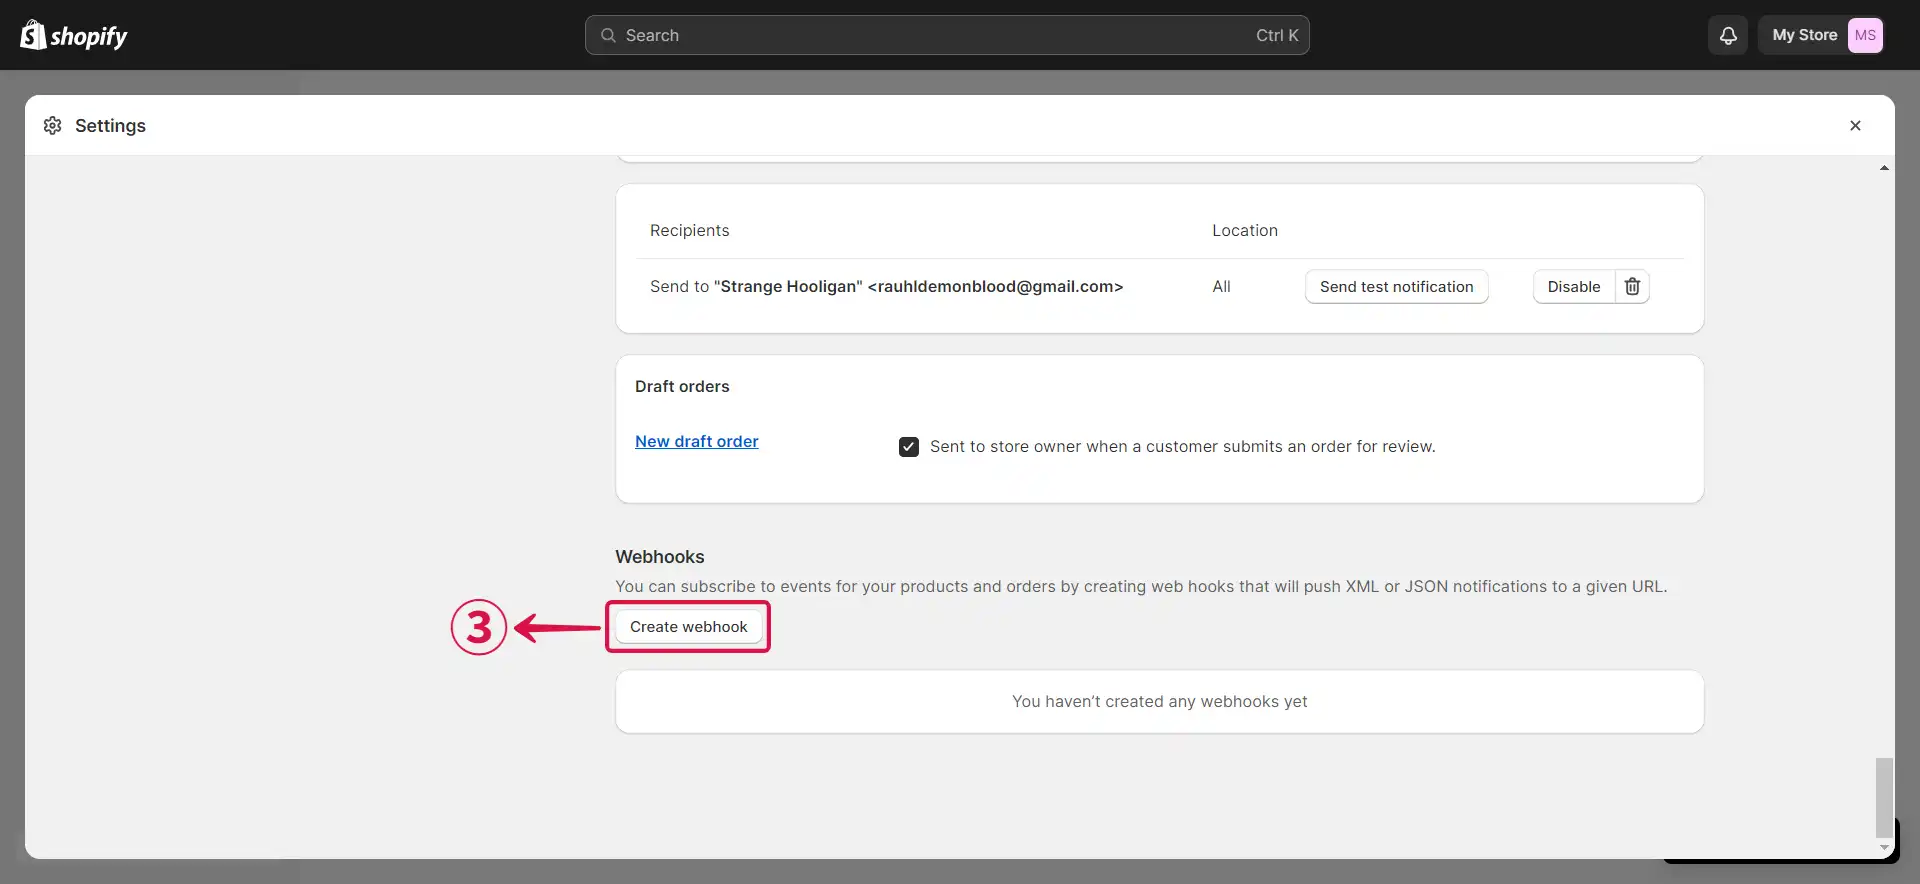 shopify
Search
Ctrl K
My Store
MS
Settings
Recipients
Location
Send to "Strange Hooligan" <rauhldemonblood@gmail.com>
All
Send test notification
Disable
Draft orders
New draft order
Sent to store owner when a customer submits an order for review.
Webhooks
You can subscribe to events for your products and orders by creating web hooks that will push XML or JSON notifications to a given URL.
3
Create webhook
You haven’t created any webhooks yet